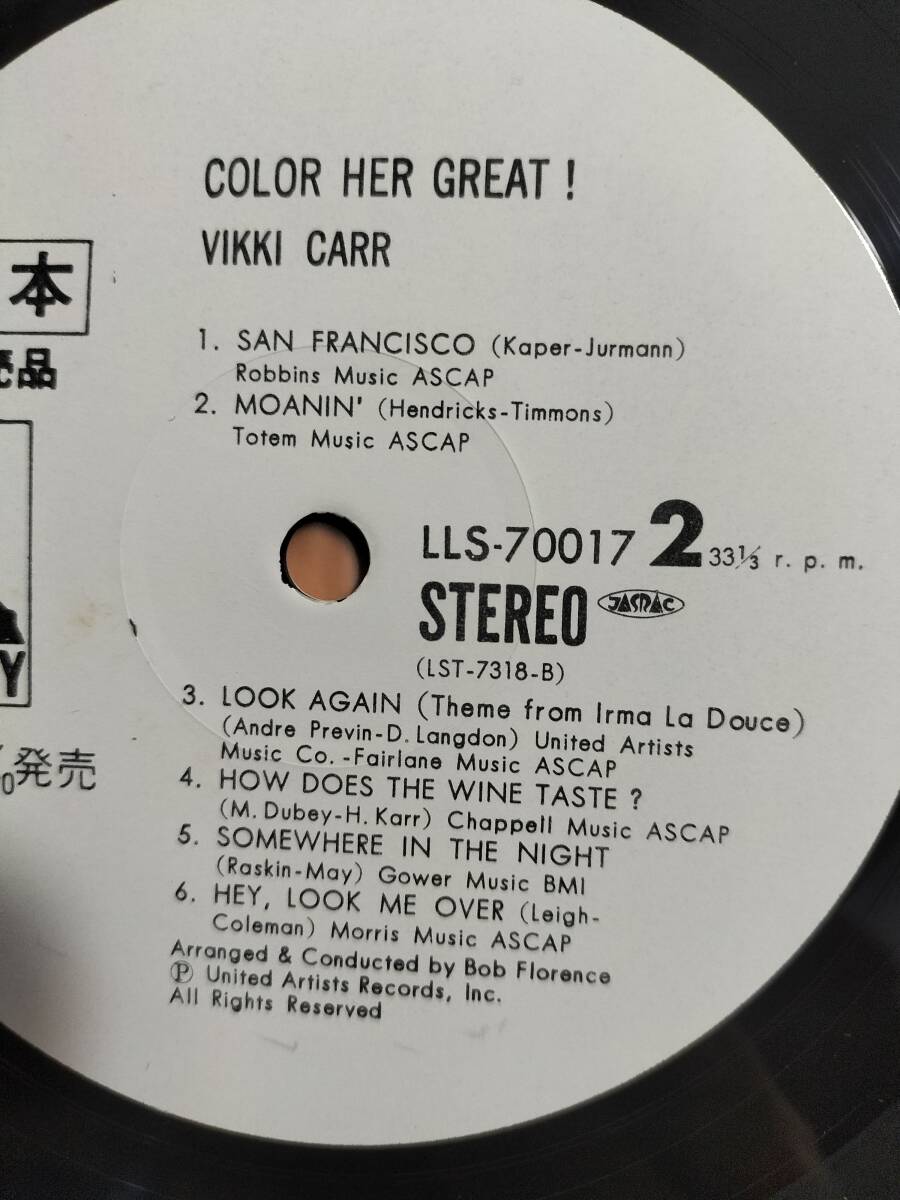 COLOR HER GREAT !
VIKKI CARR
本
品
1. SAN FRANCISCO (Kaper-Jurmann)
Robbins Music ASCAP
2. MOANIN' (Hendricks-Timmons)
Totem Music ASCAP
LLS-70017 2 33⅓ r. p. m.
STEREO JASRAC
(LST-7318-B)
Y
発売
3. LOOK AGAIN (Theme from Irma La Douce)
(Andre Previn-D. Langdon) United Artists
Music Co. -Fairlane Music ASCAP
4. HOW DOES THE WINE TASTE ?
(M. Dubey-H. Karr) Chappell Music ASCAP
5. SOMEWHERE IN THE NIGHT
(Raskin-May) Gower Music BMI
6. HEY, LOOK ME OVER (Leigh-
Coleman) Morris Music ASCAP
Arranged & Conducted by Bob Florence
Ⓟ United Artists Records, Inc.
All Rights Reserved